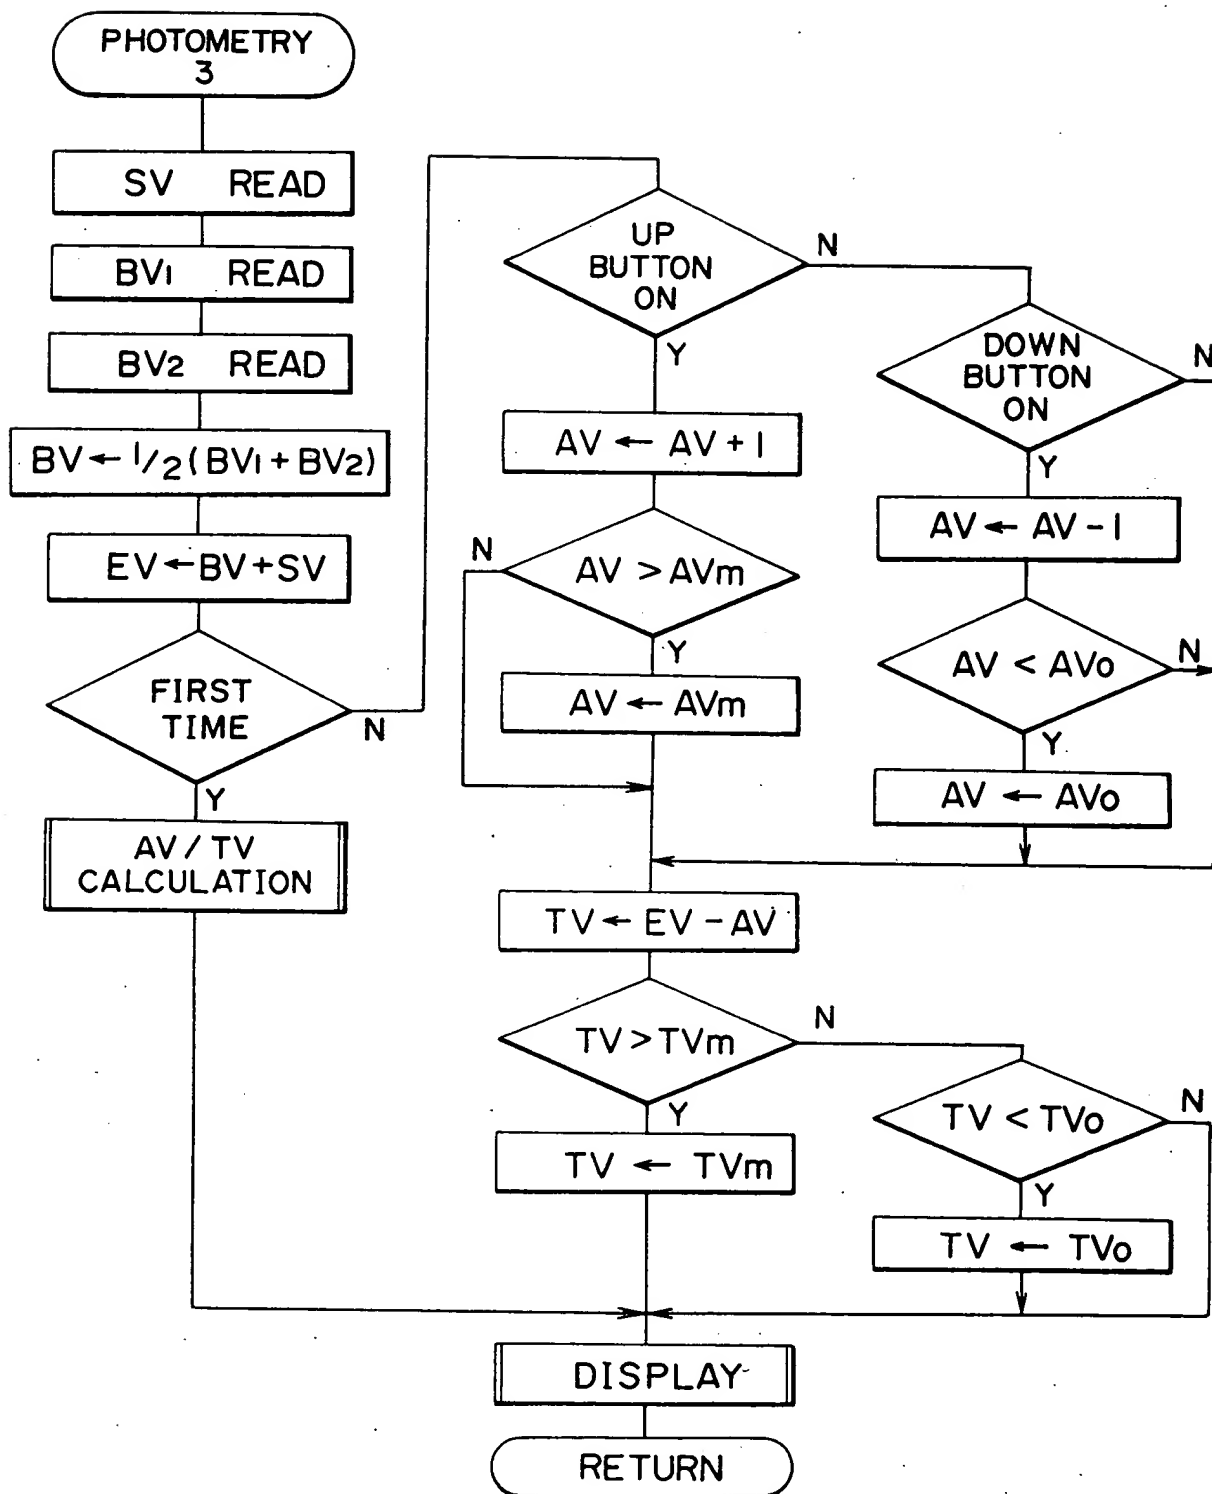 PHOTOMETRY
3
SV READ
BV1 READ
BV2 READ
BV ← 1/2 (BV1 + BV2)
EV ← BV + SV
FIRST
TIME
N
Y
AV / TV
CALCULATION
UP
BUTTON
ON
N
Y
AV ← AV + 1
N
AV > AVm
Y
AV ← AVm
DOWN
BUTTON
ON
N
Y
AV ← AV - 1
AV < AVo
N
Y
AV ← AVo
TV ← EV - AV
TV > TVm
N
Y
TV ← TVm
TV < TVo
N
Y
TV ← TVo
DISPLAY
RETURN